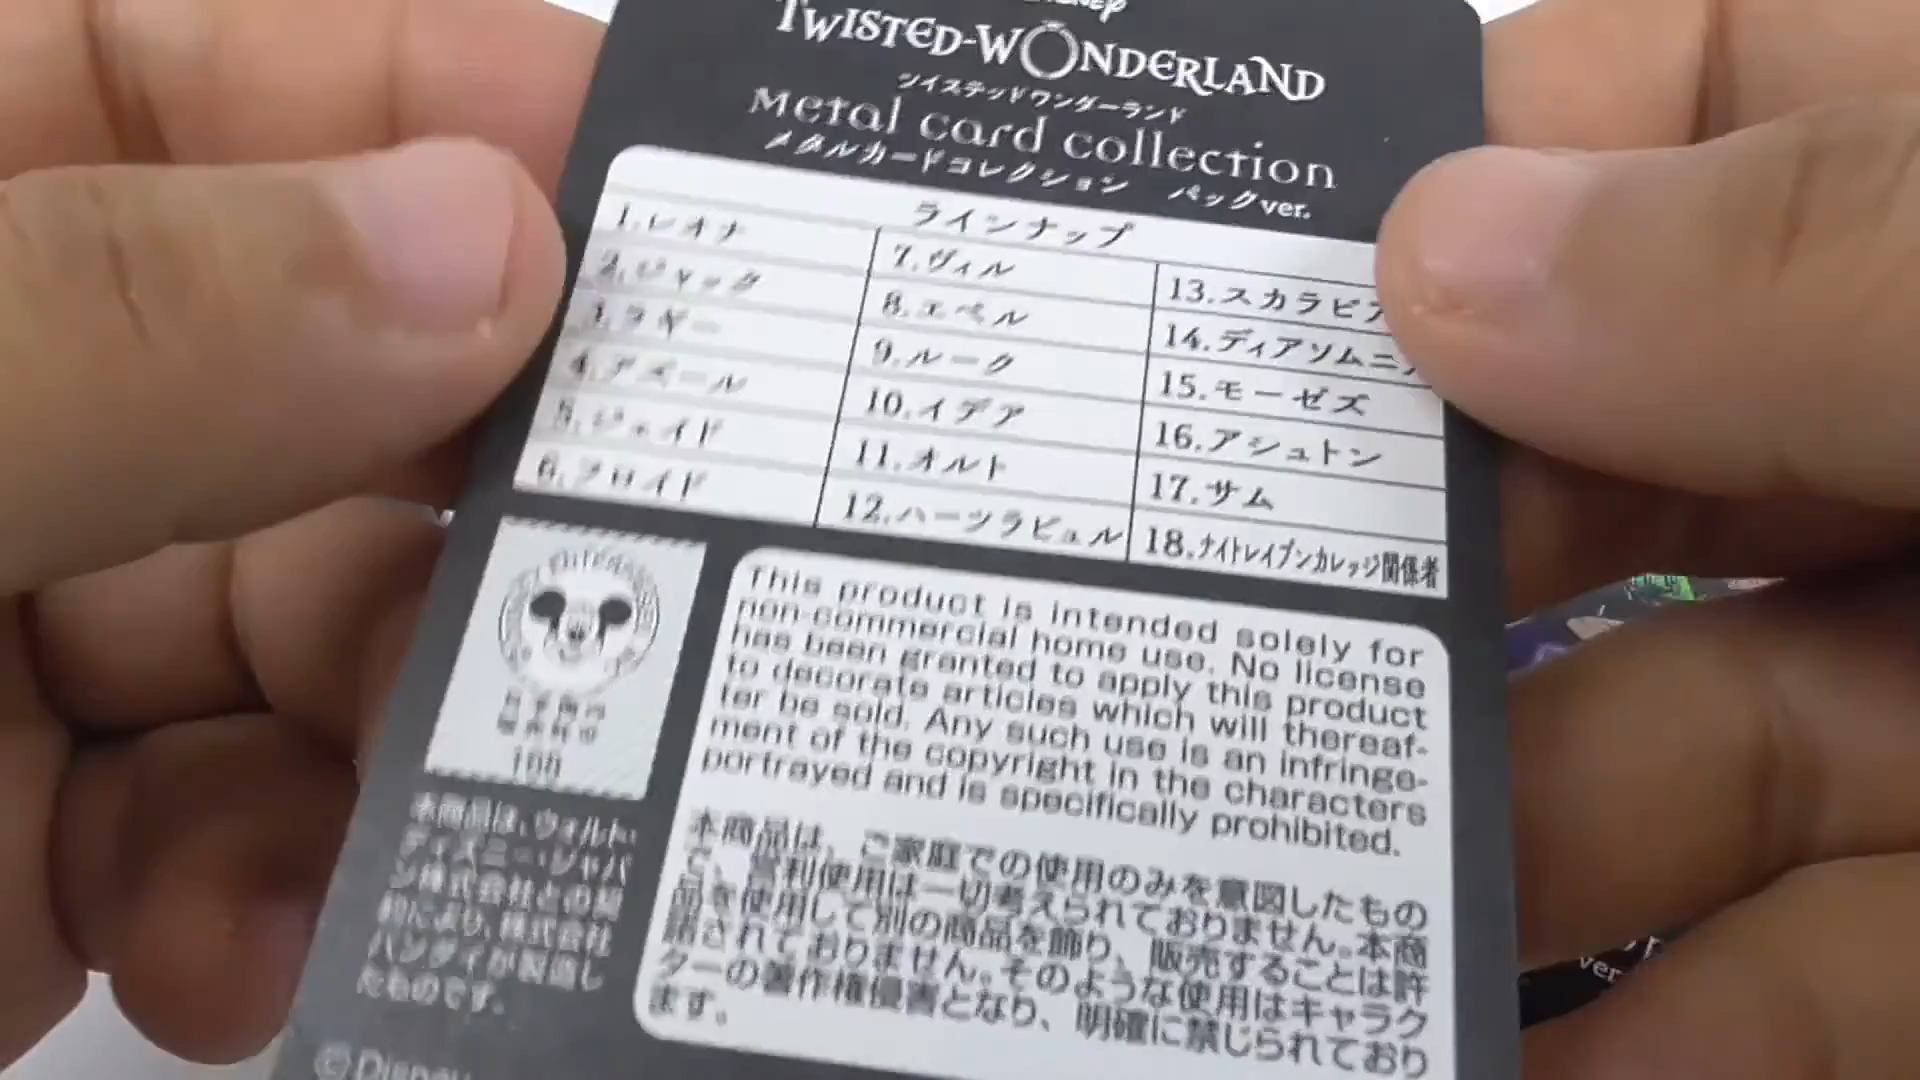 DISNEY
TWISTED-WONDERLAND
ツイステッドワンダーランド
Metal card collection
メタルカードコレクション パックver.
ラインナップ
1.レオナ
2.ジャック
3.ラギー
4.アズール
5.ジェイド
6.フロイド
7.ヴィル
8.エペル
9.ルーク
10.イデア
11.オルト
12.ハーツラビュル
13.スカラビア
14.ディアソムニア
15.モーゼズ
16.アシュトン
17.サム
18.ナイトレイブンカレッジ関係者
This product is intended solely for
non-commercial home use. No license
has been granted to apply this product
to decorate articles which will thereaf-
ter be sold. Any such use is an infringe-
ment of the copyright in the characters
portrayed and is specifically prohibited.
本商品は、ご家庭での使用のみを意図したもの
で、営利使用は一切考えられておりません。本商
品を使用して別の商品を飾り、販売することは許
諾されておりません。そのような使用はキャラク
ターの著作権侵害となり、明確に禁じられており
ます。
100
本商品は、ウォルト・
ディズニー・ジャパ
ン株式会社との契
約により、株式会社
バンダイが製造し
たものです。
© Disney
ver